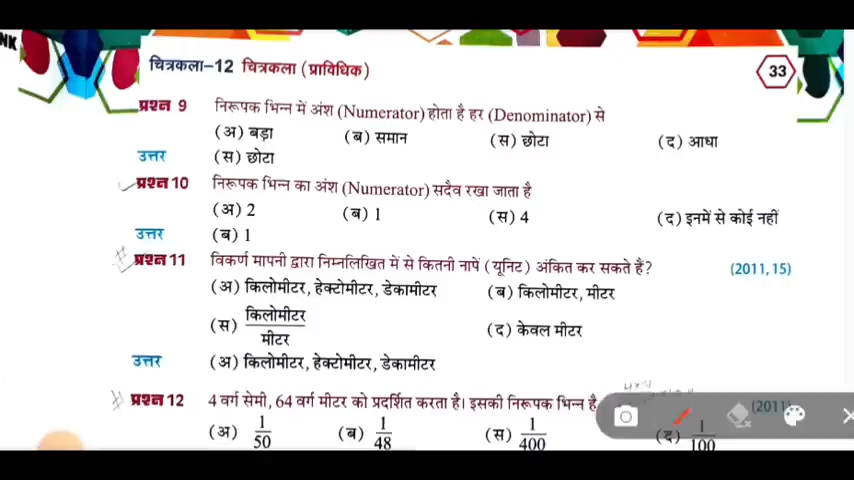 NK
चित्रकला-12 चित्रकला (प्राविधिक)
33
प्रश्न 9 निरूपक भिन्न में अंश (Numerator) होता है हर (Denominator) से
(अ) बड़ा (ब) समान (स) छोटा (द) आधा
उत्तर (स) छोटा
प्रश्न 10 निरूपक भिन्न का अंश (Numerator) सदैव रखा जाता है
(अ) 2 (ब) 1 (स) 4 (द) इनमें से कोई नहीं
उत्तर (ब) 1
प्रश्न 11 विकर्ण मापनी द्वारा निम्नलिखित में से कितनी नापें (यूनिट) अंकित कर सकते हैं? (2011, 15)
(अ) किलोमीटर, हेक्टोमीटर, डेकामीटर (ब) किलोमीटर, मीटर
(स) किलोमीटर/मीटर (द) केवल मीटर
उत्तर (अ) किलोमीटर, हेक्टोमीटर, डेकामीटर
प्रश्न 12 4 वर्ग सेमी, 64 वर्ग मीटर को प्रदर्शित करता है। इसकी निरूपक भिन्न है (2011)
(अ) 1/50 (ब) 1/48 (स) 1/400 (द) 1/100